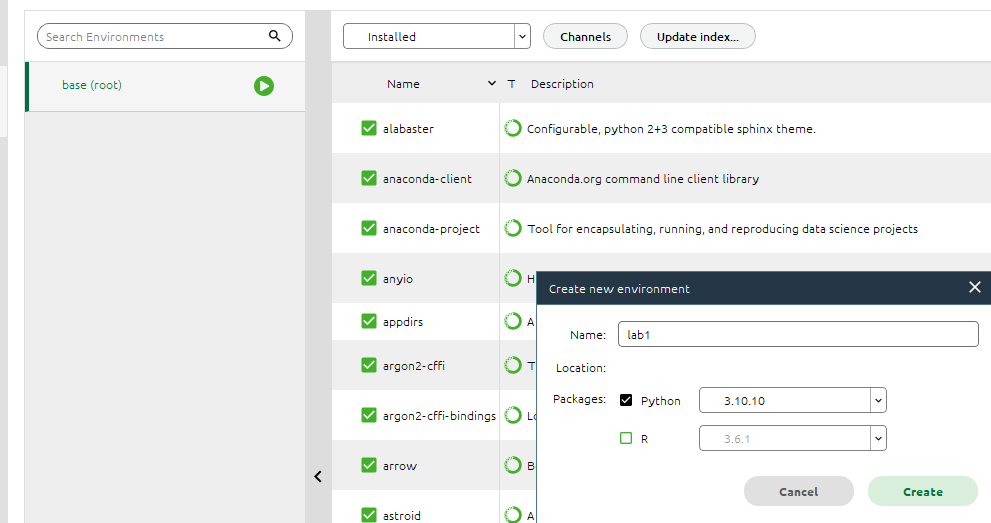 Search Environments
base (root)
Installed
Channels
Update index...
Name
T
Description
alabaster
Configurable, python 2+3 compatible sphinx theme.
anaconda-client
Anaconda.org command line client library
anaconda-project
Tool for encapsulating, running, and reproducing data science projects
anyio
H
appdirs
A
argon2-cffi
T
argon2-cffi-bindings
Lo
arrow
B
astroid
A
Create new environment
Name:
lab1
Location:
Packages:
Python
3.10.10
R
3.6.1
Cancel
Create